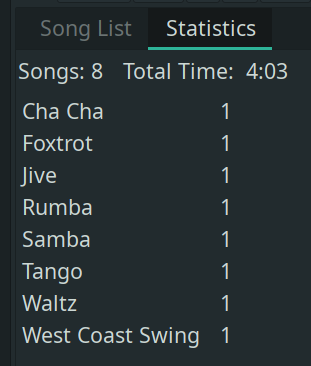 Song List Statistics
Songs: 8 Total Time: 4:03
Cha Cha 1
Foxtrot 1
Jive 1
Rumba 1
Samba 1
Tango 1
Waltz 1
West Coast Swing 1